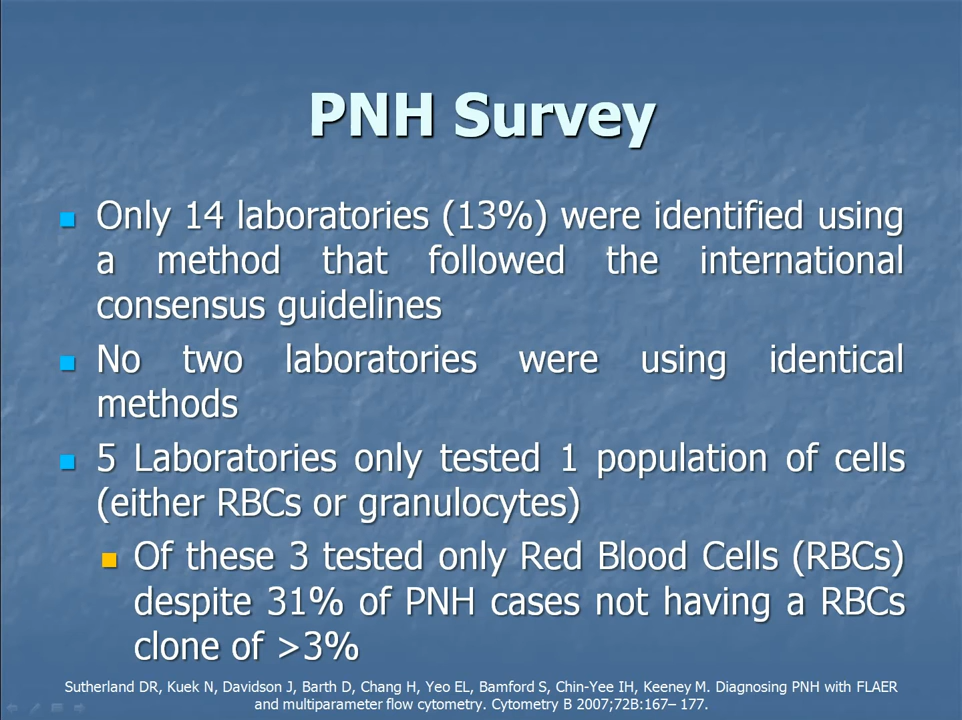 PNH Survey
Only 14 laboratories (13%) were identified using
a method that followed the international
consensus guidelines
No two laboratories were using identical
methods
5 Laboratories only tested 1 population of cells
(either RBCs or granulocytes)
Of these 3 tested only Red Blood Cells (RBCs)
despite 31% of PNH cases not having a RBCs
clone of >3%
Sutherland DR, Kuek N, Davidson J, Barth D, Chang H, Yeo EL, Bamford S, Chin-Yee IH, Keeney M. Diagnosing PNH with FLAER
and multiparameter flow cytometry. Cytometry B 2007;72B:167– 177.